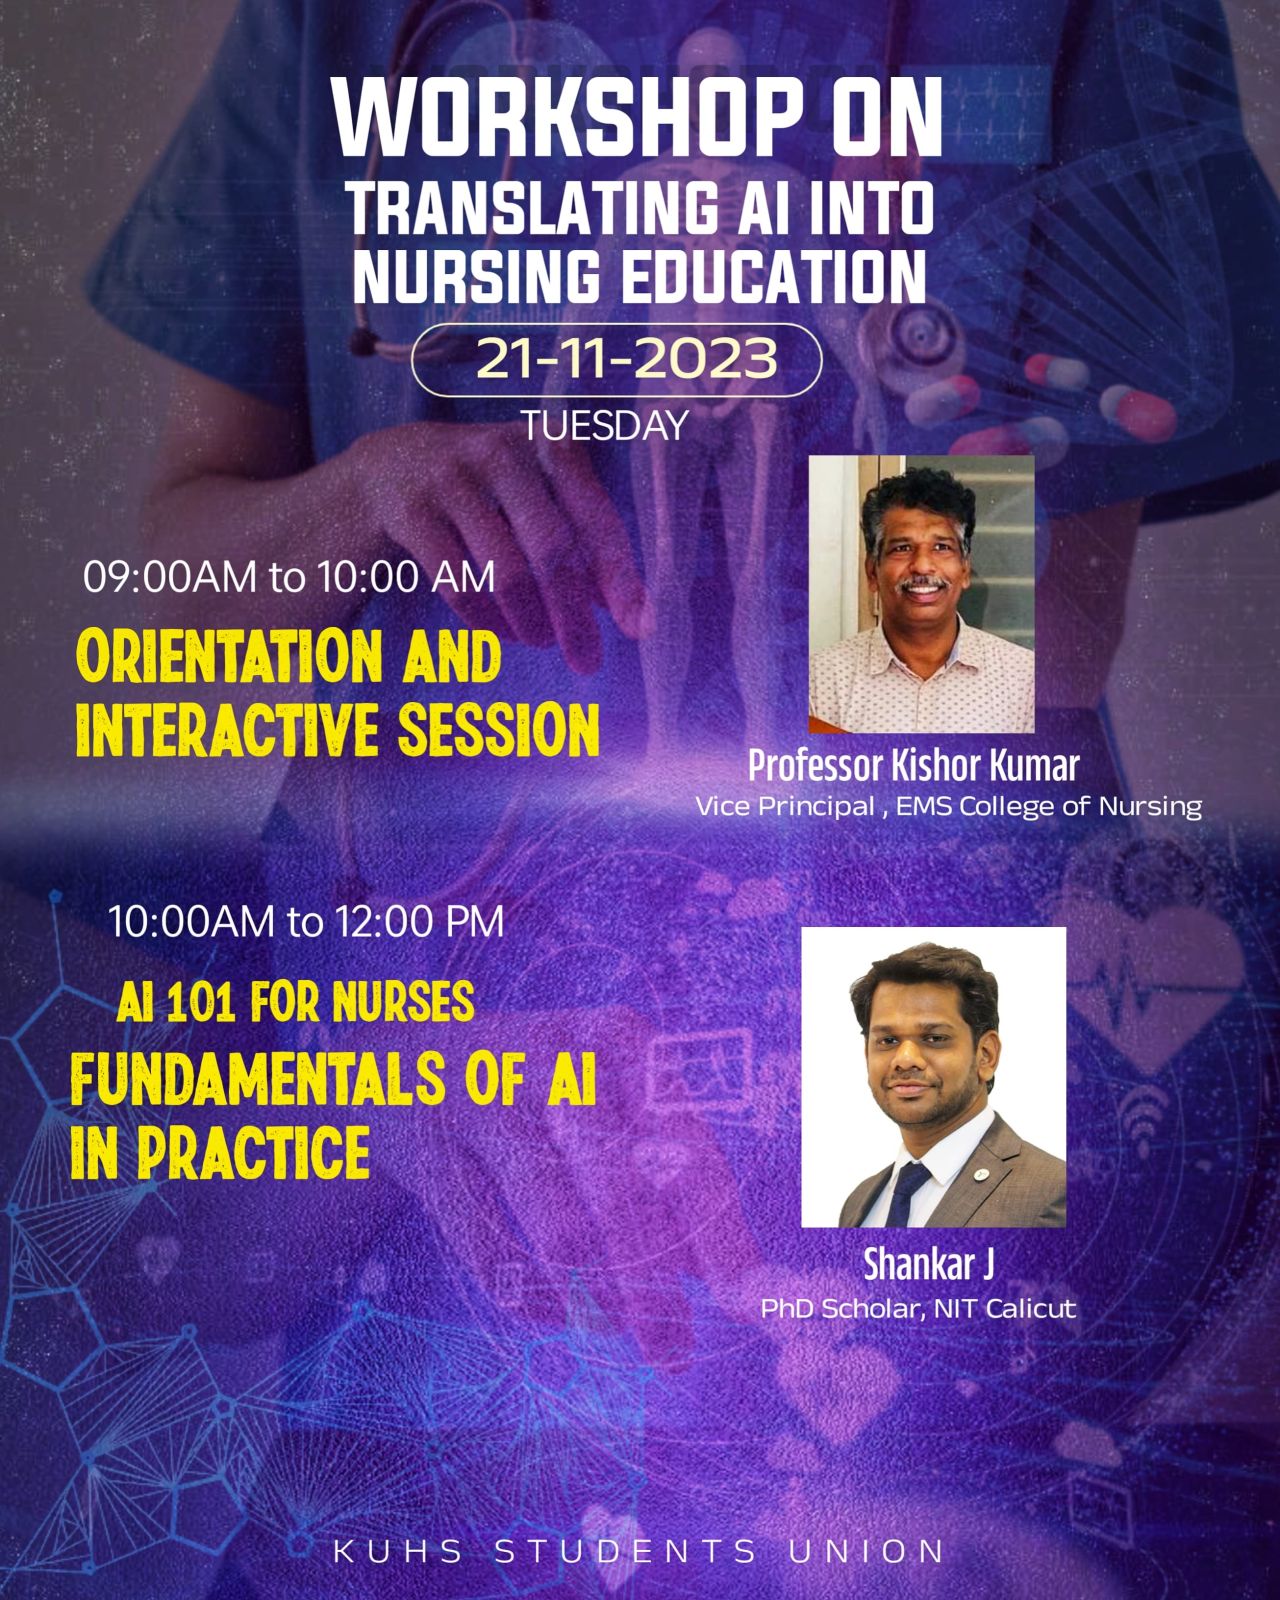 WORKSHOP ON
TRANSLATING AI INTO
NURSING EDUCATION
21-11-2023
TUESDAY
09:00AM to 10:00 AM
ORIENTATION AND
INTERACTIVE SESSION
Professor Kishor Kumar
Vice Principal , EMS College of Nursing
10:00AM to 12:00 PM
AI 101 FOR NURSES
FUNDAMENTALS OF AI
IN PRACTICE
Shankar J
PhD Scholar, NIT Calicut
KUHS STUDENTS UNION